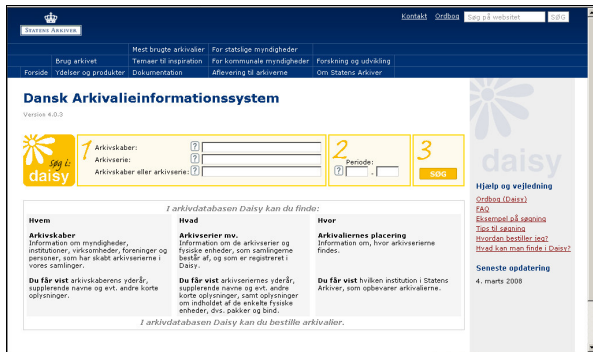 Kontakt Ordbog Søg på websitet SØG
STATENS ARKIVER
Mest brugte arkivalier For statslige myndigheder
Brug arkivet Temaer til inspiration For kommunale myndigheder Forskning og udvikling
Forside Ydelser og produkter Dokumentation Aflevering til arkiverne Om Statens Arkiver
Dansk Arkivalieinformationssystem
Version 4.0.3
Søg i:
daisy
1
Arkivskaber: ?
Arkivserie: ?
Arkivskaber eller arkivserie: ?
2
Periode:
? -
3
SØG
daisy
Hjælp og vejledning
Ordbog (Daisy)
FAQ
Eksempel på søgning
Tips til søgning
Hvordan bestiller jeg?
Hvad kan man finde i Daisy?
Seneste opdatering
4. marts 2008
I arkivdatabasen Daisy kan du finde:
Hvem
Arkivskaber
Information om myndigheder,
institutioner, virksomheder, foreninger og
personer, som har skabt arkivserierne i
vores samlinger.
Du får vist arkivskaberens yderår,
supplerende navne og evt. andre korte
oplysninger.
Hvad
Arkivserier mv.
Information om de arkivserier og
fysiske enheder, som samlingerne
består af, og som er registreret i
Daisy.
Du får vist arkivseriernes yderår,
supplerende navne og evt. andre
korte oplysninger, samt oplysninger
om indholdet af de enkelte fysiske
enheder, dvs. pakker og bind.
Hvor
Arkivaliernes placering
Information om, hvor arkivserierne
findes.
Du får vist hvilken institution i Statens
Arkiver, som opbevarer arkivalierne.
I arkivdatabasen Daisy kan du bestille arkivalier.